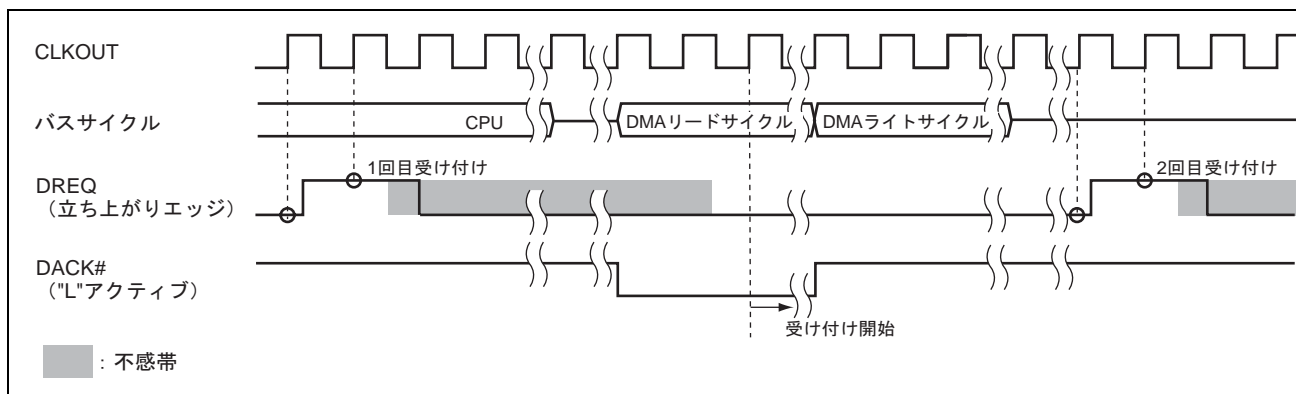 CLKOUT
バスサイクル
CPU
DMAリードサイクル
DMAライトサイクル
1回目受け付け
2回目受け付け
DREQ
（立ち上がりエッジ）
DACK#
（"L"アクティブ）
受け付け開始
：不感帯